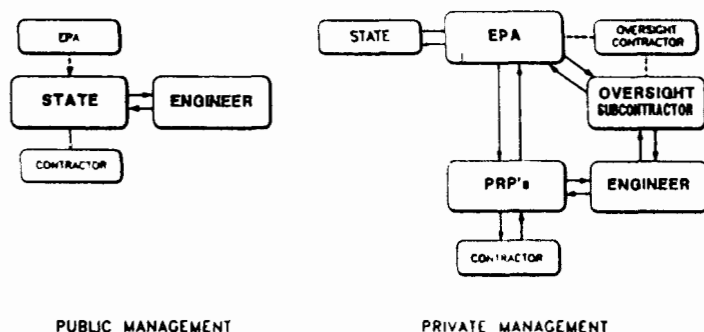 EPA
STATE
ENGINEER
CONTRACTOR
PUBLIC MANAGEMENT
STATE
EPA
OVERSIGHT
CONTRACTOR
OVERSIGHT
SUBCONTRACTOR
PRP's
ENGINEER
CONTRACTOR
PRIVATE MANAGEMENT